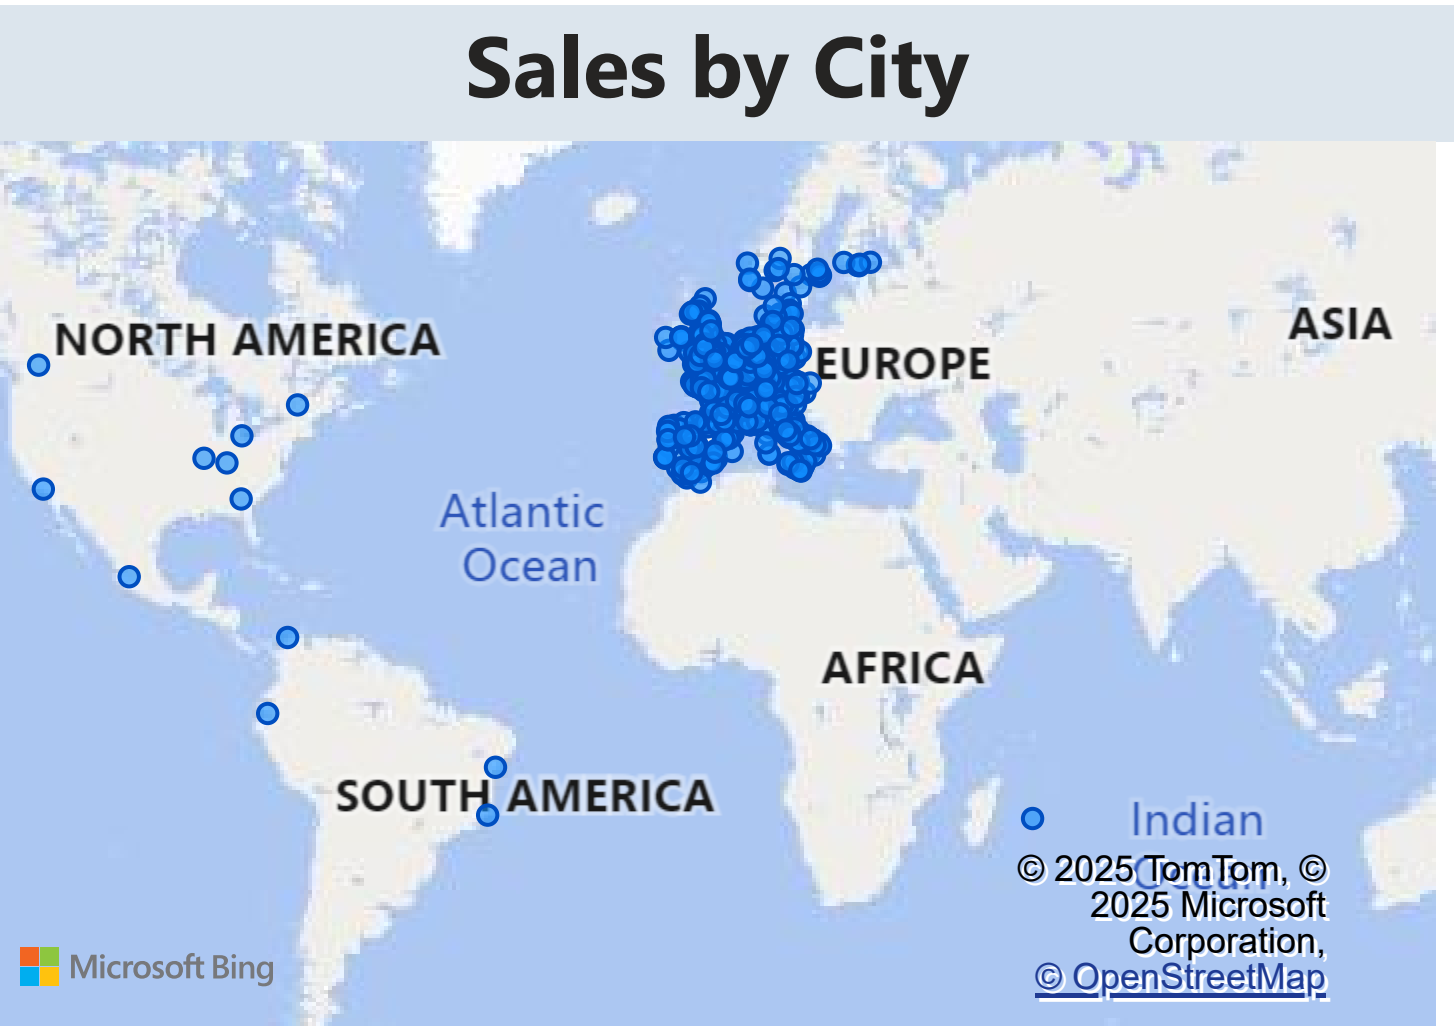 Sales by City
NORTH AMERICA
ASIA
EUROPE
Atlantic
Ocean
AFRICA
SOUTH AMERICA
Indian
Ocean
© 2025 TomTom, ©
2025 Microsoft
Corporation,
© OpenStreetMap
Microsoft Bing